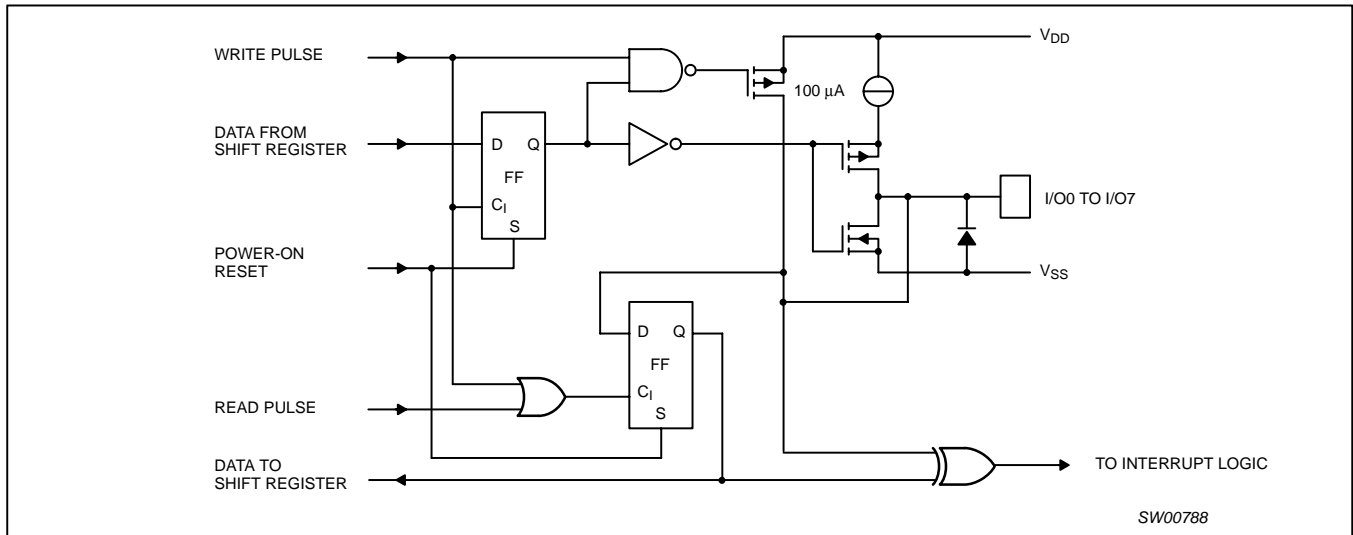 WRITE PULSE
V_DD
100 μA
DATA FROM
SHIFT REGISTER
D Q
FF
C_I
S
I/O0 TO I/O7
POWER-ON
RESET
V_SS
D Q
FF
C_I
S
READ PULSE
DATA TO
SHIFT REGISTER
TO INTERRUPT LOGIC
SW00788